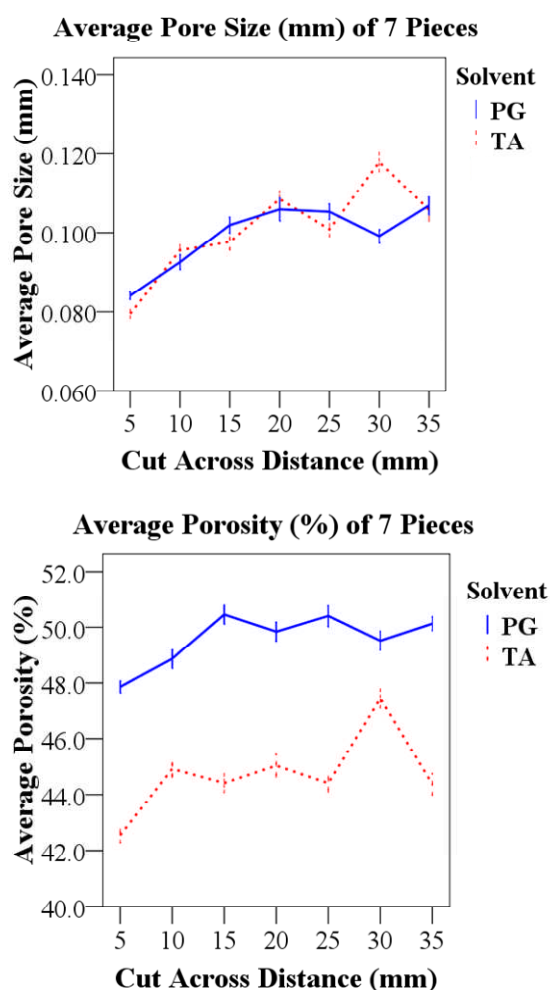 Average Pore Size (mm) of 7 Pieces
Average Pore Size (mm)
0.140
0.120
0.100
0.080
0.060
5 10 15 20 25 30 35
Cut Across Distance (mm)
Solvent
PG
TA
Average Porosity (%) of 7 Pieces
Average Porosity (%)
52.0
50.0
48.0
46.0
44.0
42.0
40.0
5 10 15 20 25 30 35
Cut Across Distance (mm)
Solvent
PG
TA